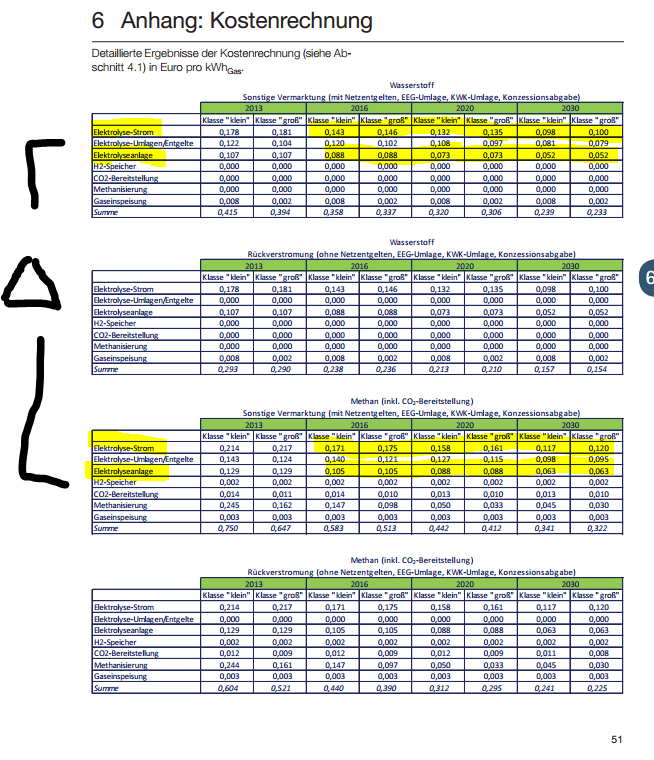 6 Anhang: Kostenrechnung
Detaillierte Ergebnisse der Kostenrechnung (siehe Ab-
schnitt 4.1) in Euro pro kWhGas.
Wasserstoff
Sonstige Vermarktung (mit Netzentgelten, EEG-Umlage, KWK-Umlage, Konzessionsabgabe)
2013 2016 2020 2030
Klasse "klein" Klasse "groß" Klasse "klein" Klasse "groß" Klasse "klein" Klasse "groß" Klasse "klein" Klasse "groß"
Elektrolyse-Strom 0,178 0,181 0,143 0,146 0,132 0,135 0,098 0,100
Elektrolyse-Umlagen/Entgelte 0,122 0,104 0,120 0,102 0,108 0,097 0,081 0,079
Elektrolyseanlage 0,107 0,107 0,088 0,088 0,073 0,073 0,052 0,052
H2-Speicher 0,000 0,000 0,000 0,000 0,000 0,000 0,000 0,000
CO2-Bereitstellung 0,000 0,000 0,000 0,000 0,000 0,000 0,000 0,000
Methanisierung 0,000 0,000 0,000 0,000 0,000 0,000 0,000 0,000
Gaseinspeisung 0,008 0,002 0,008 0,002 0,008 0,002 0,008 0,002
Summe 0,415 0,394 0,358 0,337 0,320 0,306 0,239 0,233
Wasserstoff
Rückverstromung (ohne Netzentgelten, EEG-Umlage, KWK-Umlage, Konzessionsabgabe)
2013 2016 2020 2030
Klasse "klein" Klasse "groß" Klasse "klein" Klasse "groß" Klasse "klein" Klasse "groß" Klasse "klein" Klasse "groß"
Elektrolyse-Strom 0,178 0,181 0,143 0,146 0,132 0,135 0,098 0,100
Elektrolyse-Umlagen/Entgelte 0,000 0,000 0,000 0,000 0,000 0,000 0,000 0,000
Elektrolyseanlage 0,107 0,107 0,088 0,088 0,073 0,073 0,052 0,052
H2-Speicher 0,000 0,000 0,000 0,000 0,000 0,000 0,000 0,000
CO2-Bereitstellung 0,000 0,000 0,000 0,000 0,000 0,000 0,000 0,000
Methanisierung 0,000 0,000 0,000 0,000 0,000 0,000 0,000 0,000
Gaseinspeisung 0,008 0,002 0,008 0,002 0,008 0,002 0,008 0,002
Summe 0,293 0,290 0,238 0,236 0,213 0,210 0,157 0,154
6
Methan (inkl. CO₂-Bereitstellung)
Sonstige Vermarktung (mit Netzentgelten, EEG-Umlage, KWK-Umlage, Konzessionsabgabe)
2013 2016 2020 2030
Klasse "klein" Klasse "groß" Klasse "klein" Klasse "groß" Klasse "klein" Klasse "groß" Klasse "klein" Klasse "groß"
Elektrolyse-Strom 0,214 0,217 0,171 0,175 0,158 0,161 0,117 0,120
Elektrolyse-Umlagen/Entgelte 0,143 0,124 0,140 0,121 0,127 0,115 0,098 0,095
Elektrolyseanlage 0,129 0,129 0,105 0,105 0,088 0,088 0,063 0,063
H2-Speicher 0,002 0,002 0,002 0,002 0,002 0,002 0,002 0,002
CO2-Bereitstellung 0,014 0,011 0,014 0,010 0,013 0,010 0,013 0,010
Methanisierung 0,245 0,162 0,147 0,098 0,050 0,033 0,045 0,030
Gaseinspeisung 0,003 0,003 0,003 0,003 0,003 0,003 0,003 0,003
Summe 0,750 0,647 0,583 0,513 0,442 0,412 0,341 0,322
Methan (inkl. CO₂-Bereitstellung)
Rückverstromung (ohne Netzentgelten, EEG-Umlage, KWK-Umlage, Konzessionsabgabe)
2013 2016 2020 2030
Klasse "klein" Klasse "groß" Klasse "klein" Klasse "groß" Klasse "klein" Klasse "groß" Klasse "klein" Klasse "groß"
Elektrolyse-Strom 0,214 0,217 0,171 0,175 0,158 0,161 0,117 0,120
Elektrolyse-Umlagen/Entgelte 0,000 0,000 0,000 0,000 0,000 0,000 0,000 0,000
Elektrolyseanlage 0,129 0,129 0,105 0,105 0,088 0,088 0,063 0,063
H2-Speicher 0,002 0,002 0,002 0,002 0,002 0,002 0,002 0,002
CO2-Bereitstellung 0,012 0,009 0,012 0,009 0,012 0,009 0,011 0,008
Methanisierung 0,244 0,161 0,147 0,097 0,050 0,033 0,045 0,030
Gaseinspeisung 0,003 0,003 0,003 0,003 0,003 0,003 0,003 0,003
Summe 0,604 0,521 0,440 0,390 0,312 0,295 0,241 0,225
51